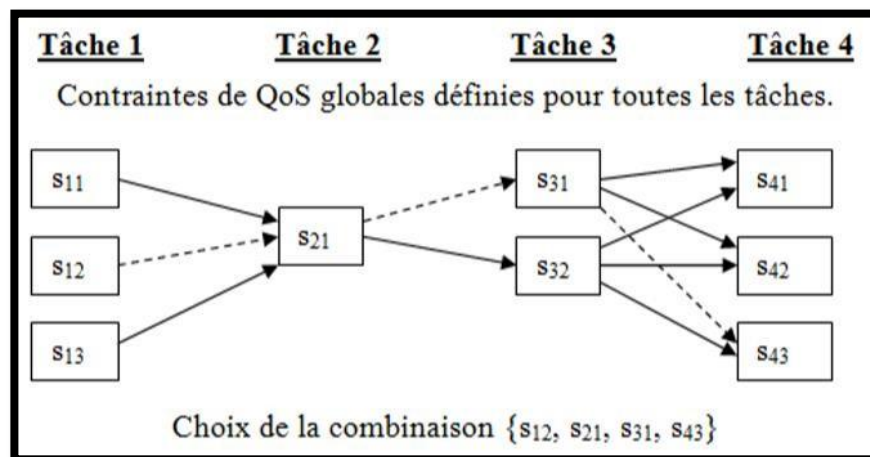 Tâche 1 Tâche 2 Tâche 3 Tâche 4
Contraintes de QoS globales définies pour toutes les tâches.
s11 s31 s41
s21
s12 s32 s42
s13 s43
Choix de la combinaison {s12, s21, s31, s43}